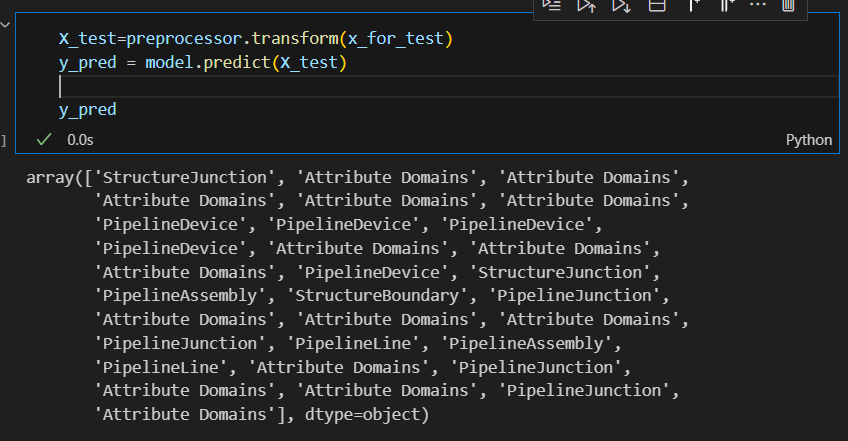 X_test=preprocessor.transform(x_for_test)
y_pred = model.predict(X_test)
y_pred
]
0.0s
Python
array(['StructureJunction', 'Attribute Domains', 'Attribute Domains',
'Attribute Domains', 'Attribute Domains', 'Attribute Domains',
'PipelineDevice', 'PipelineDevice', 'PipelineDevice',
'PipelineDevice', 'Attribute Domains', 'Attribute Domains',
'Attribute Domains', 'PipelineDevice', 'StructureJunction',
'PipelineAssembly', 'StructureBoundary', 'PipelineJunction',
'Attribute Domains', 'Attribute Domains', 'Attribute Domains',
'PipelineJunction', 'PipelineLine', 'PipelineAssembly',
'PipelineLine', 'Attribute Domains', 'PipelineJunction',
'Attribute Domains', 'Attribute Domains', 'PipelineJunction',
'Attribute Domains'], dtype=object)